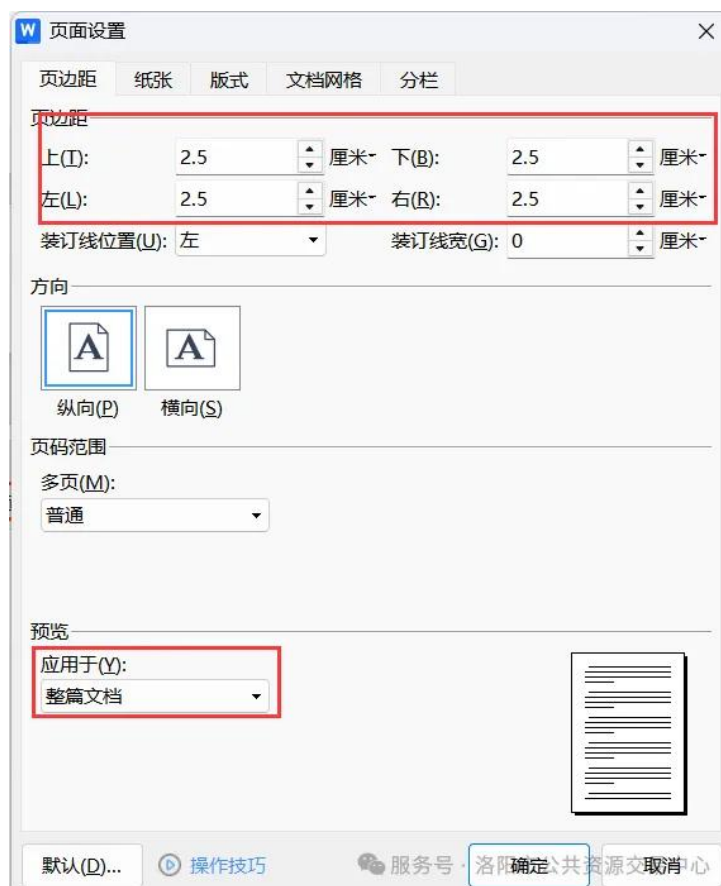 W 页面设置
页边距 纸张 版式 文档网格 分栏
页边距
上(T): 2.5 厘米 下(B): 2.5 厘米
左(L): 2.5 厘米 右(R): 2.5 厘米
装订线位置(U): 左 装订线宽(G): 0 厘米
方向
A A
纵向(P) 横向(S)
页码范围
多页(M):
普通
预览
应用于(Y):
整篇文档
默认(D)... 操作技巧 确定 取消
服务号 · 洛阳 公共资源交 中心